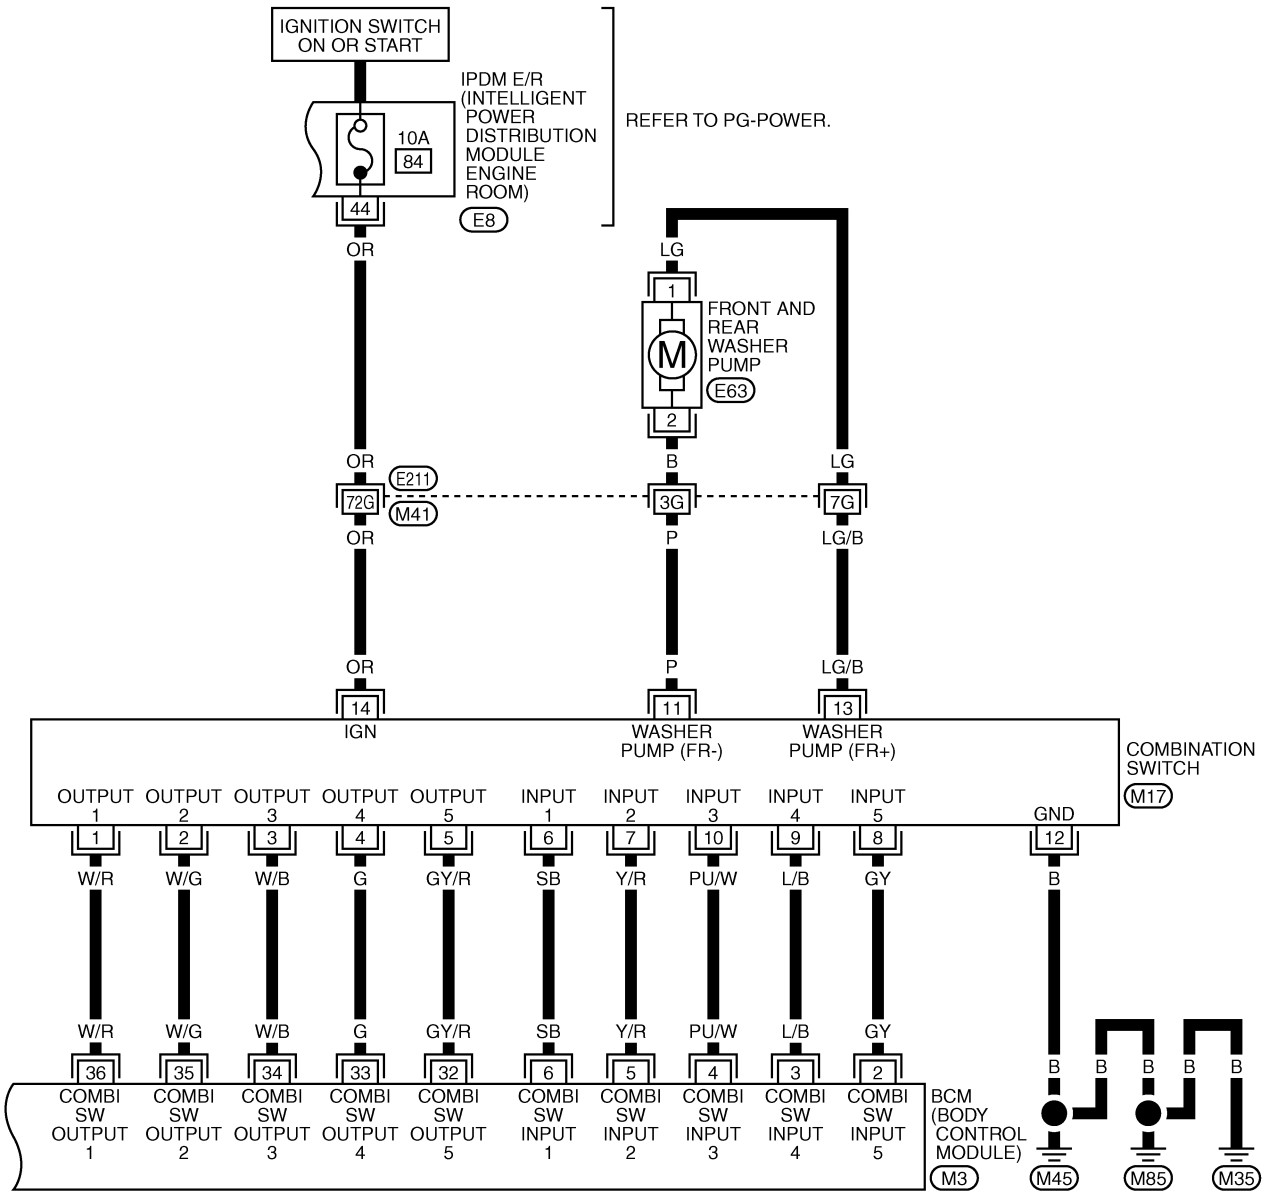 IGNITION SWITCH
ON OR START
IPDM E/R
(INTELLIGENT
POWER
DISTRIBUTION
MODULE
ENGINE
ROOM)
E8
10A
84
44
REFER TO PG-POWER.
OR
LG
1
FRONT AND
REAR
WASHER
PUMP
E63
M
2
OR
B
LG
E211
72G
3G
7G
M41
OR
P
LG/B
OR
P
LG/B
14
11
13
IGN
WASHER
PUMP (FR-)
WASHER
PUMP (FR+)
COMBINATION
SWITCH
M17
OUTPUT
1
OUTPUT
2
OUTPUT
3
OUTPUT
4
OUTPUT
5
INPUT
1
INPUT
2
INPUT
3
INPUT
4
INPUT
5
GND
1 2 3 4 5 6 7 10 9 8 12
W/R W/G W/B G GY/R SB Y/R PU/W L/B GY B
W/R W/G W/B G GY/R SB Y/R PU/W L/B GY
B B B B B
36 35 34 33 32 6 5 4 3 2
COMBI
SW
OUTPUT
1
COMBI
SW
OUTPUT
2
COMBI
SW
OUTPUT
3
COMBI
SW
OUTPUT
4
COMBI
SW
OUTPUT
5
COMBI
SW
INPUT
1
COMBI
SW
INPUT
2
COMBI
SW
INPUT
3
COMBI
SW
INPUT
4
COMBI
SW
INPUT
5
BCM
(BODY
CONTROL
MODULE)
M3
M45
M85
M35